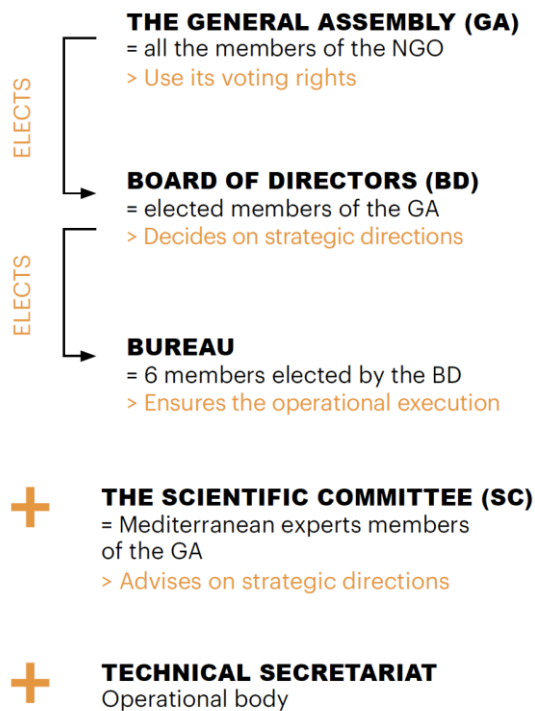 THE GENERAL ASSEMBLY (GA)
= all the members of the NGO
> Use its voting rights
ELECTS
BOARD OF DIRECTORS (BD)
= elected members of the GA
> Decides on strategic directions
ELECTS
BUREAU
= 6 members elected by the BD
> Ensures the operational execution
+
THE SCIENTIFIC COMMITTEE (SC)
= Mediterranean experts members
of the GA
> Advises on strategic directions
+
TECHNICAL SECRETARIAT
Operational body